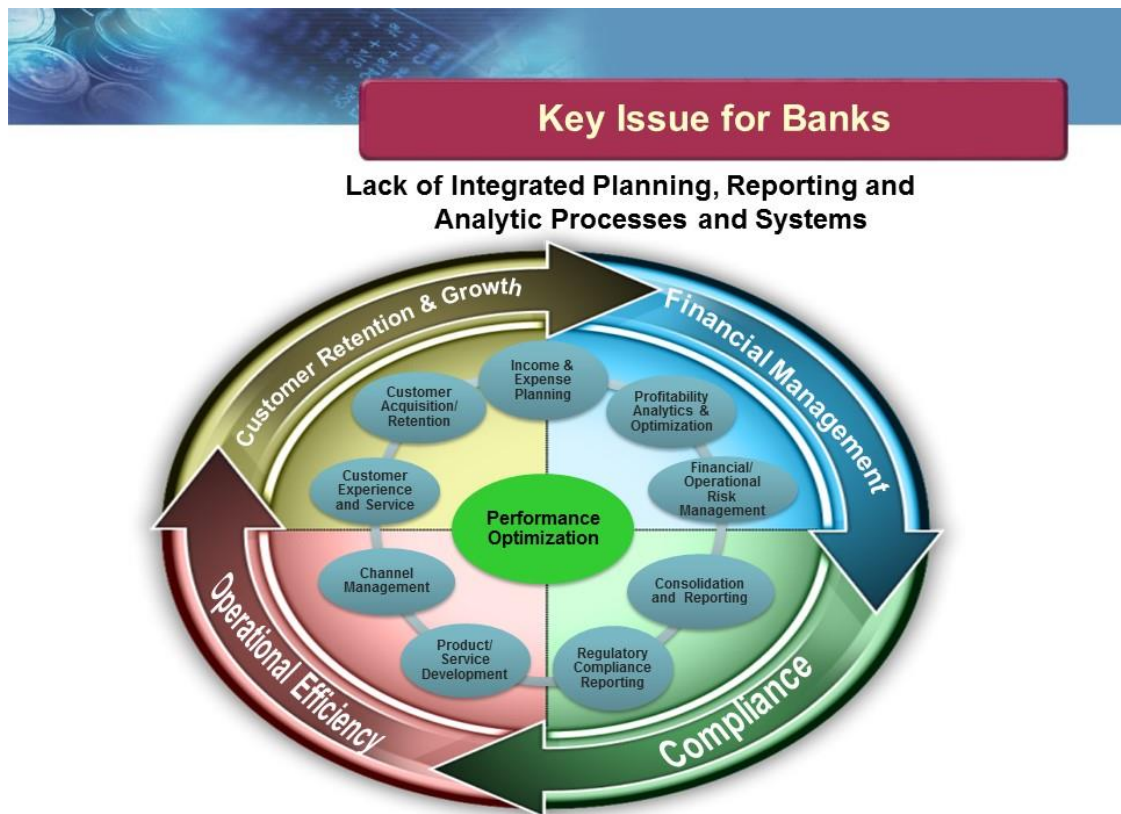 Key Issue for Banks
Lack of Integrated Planning, Reporting and
Analytic Processes and Systems
Customer Retention & Growth
Financial Management
Compliance
Operational Efficiency
Income &
Expense
Planning
Profitability
Analytics &
Optimization
Financial/
Operational
Risk
Management
Consolidation
and Reporting
Regulatory
Compliance
Reporting
Product/
Service
Development
Channel
Management
Customer
Experience
and Service
Customer
Acquisition/
Retention
Performance
Optimization